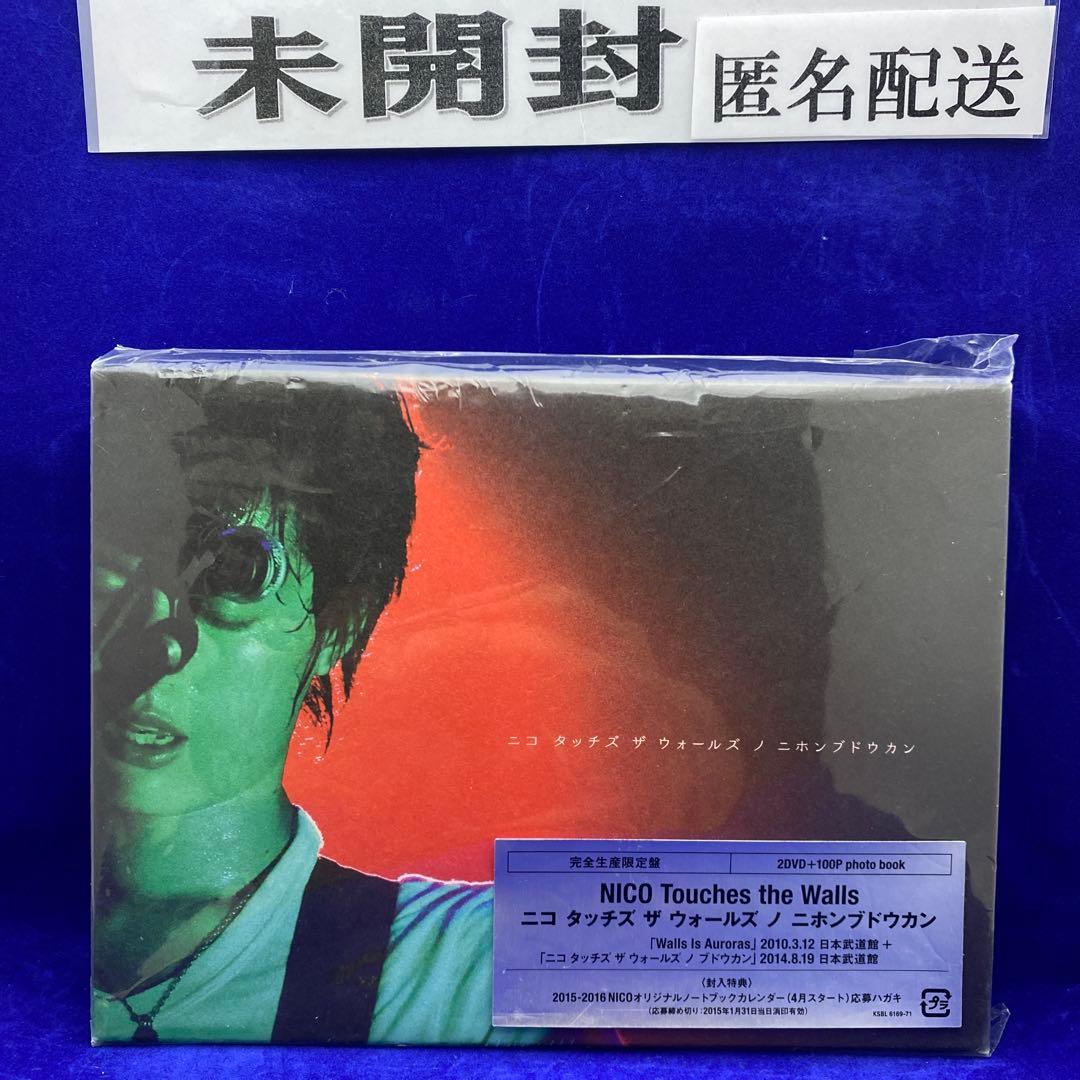 未開封
匿名配送
ニコ タッチズ ザ ウォールズ ノ ニホンブドウカン
完全生産限定盤
2DVD+100P photo book
NICO Touches the Walls
ニコ タッチズ ザ ウォールズ ノ ニホンブドウカン
「Walls Is Auroras」2010.3.12 日本武道館 +
「ニコ タッチズ ザ ウォールズ ノ ブドウカン」2014.8.19 日本武道館
〈封入特典〉
2015-2016 NICOオリジナルノートブックカレンダー(4月スタート)応募ハガキ
(応募締め切り:2015年1月31日当日消印有効)
KSBL 6169-71
プラ